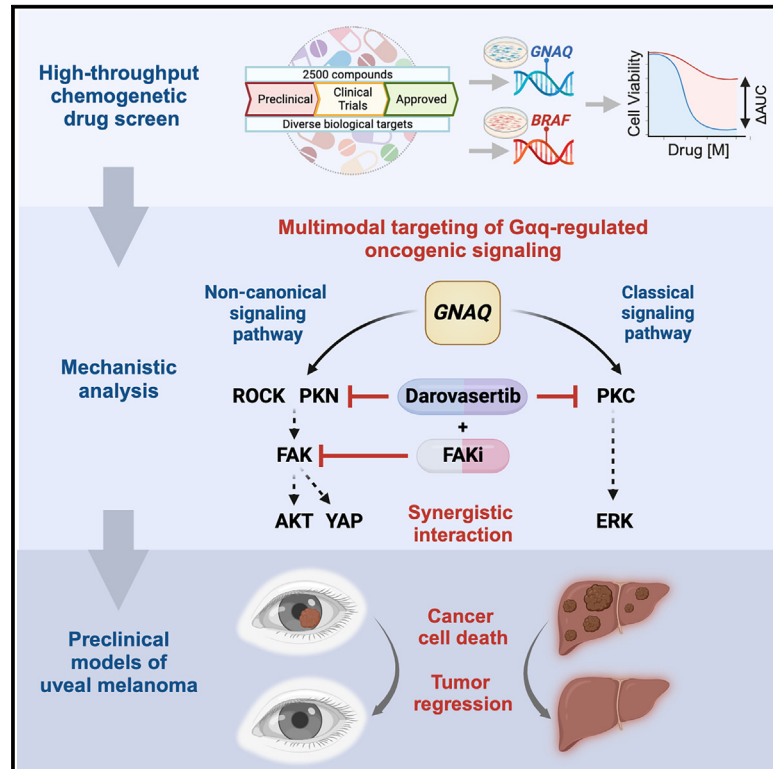 High-throughput
chemogenetic
drug screen
2500 compounds
Preclinical
Clinical
Trials
Approved
Diverse biological targets
GNAQ
BRAF
Cell Viability
Drug [M]
ΔAUC
Mechanistic
analysis
Multimodal targeting of Gαq-regulated
oncogenic signaling
Non-canonical
signaling
pathway
GNAQ
Classical
signaling
pathway
ROCK PKN
Darovasertib
PKC
+
FAK
FAKi
AKT YAP
Synergistic
interaction
ERK
Preclinical
models of
uveal melanoma
Cancer
cell death
Tumor
regression